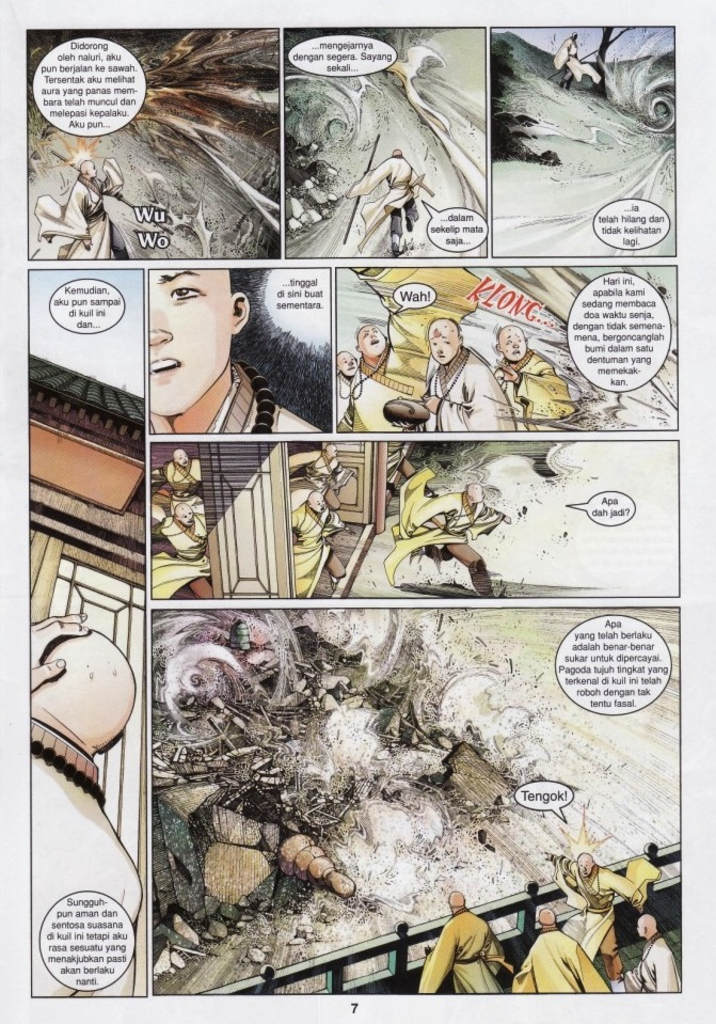 Didorong
oleh naluri, aku
pun berjalan ke sawah.
Tersentak aku melihat
aura yang panas mem-
bara telah muncul dan
melepasi kepalaku.
Aku pun...
Wu
Wo
...mengejarnya
dengan segera. Sayang
sekali...
...dalam
sekelip mata
saja...
...ia
telah hilang dan
tidak kelihatan
lagi.
Kemudian,
aku pun sampai
di kuil ini
dan...
...tinggal
di sini buat
sementara.
Wah!
KLONG...
Hari ini,
apabila kami
sedang membaca
doa waktu senja,
dengan tidak semena-
mena, bergoncanglah
bumi dalam satu
dentuman yang
memekak-
kan.
Apa
dah jadi?
Sungguh-
pun aman dan
sentosa suasana
di kuil ini tetapi aku
rasa sesuatu yang
menakjubkan pasti
akan berlaku
nanti.
Apa
yang telah berlaku
adalah benar-benar
sukar untuk dipercayai.
Pagoda tujuh tingkat yang
terkenal di kuil ini telah
roboh dengan tak
tentu fasal.
Tengok!
7